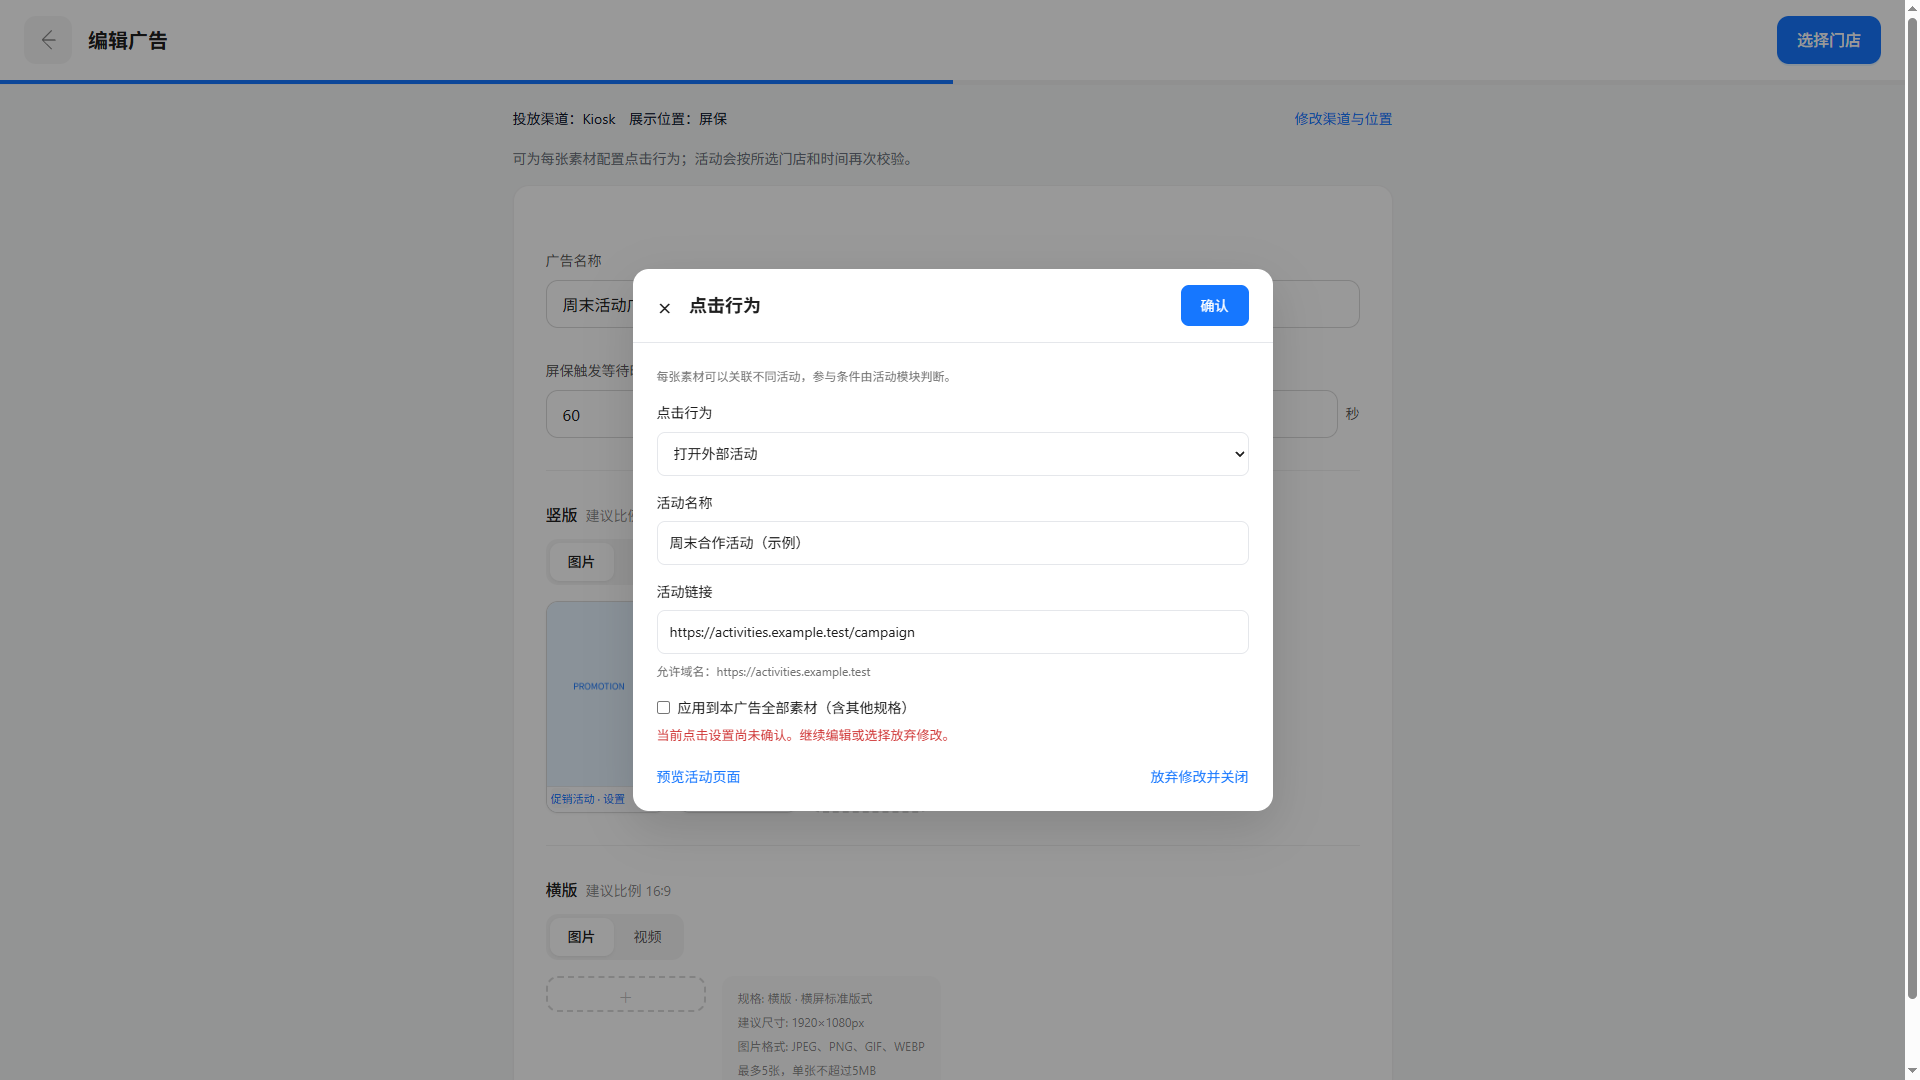 编辑广告
选择门店
投放渠道：Kiosk 展示位置：屏保
修改渠道与位置
可为每张素材配置点击行为；活动会按所选门店和时间再次校验。
广告名称
周末活动
屏保触发等待
60
秒
竖版 建议比
图片
PROMOTION
促销活动 · 设置
点击行为
确认
每张素材可以关联不同活动，参与条件由活动模块判断。
点击行为
打开外部活动
活动名称
周末合作活动（示例）
活动链接
https://activities.example.test/campaign
允许域名：https://activities.example.test
应用到本广告全部素材（含其他规格）
当前点击设置尚未确认。继续编辑或选择放弃修改。
预览活动页面
放弃修改并关闭
横版 建议比例 16:9
图片 视频
规格: 横版 · 横屏标准版式
建议尺寸: 1920×1080px
图片格式: JPEG、PNG、GIF、WEBP
最多5张，单张不超过5MB